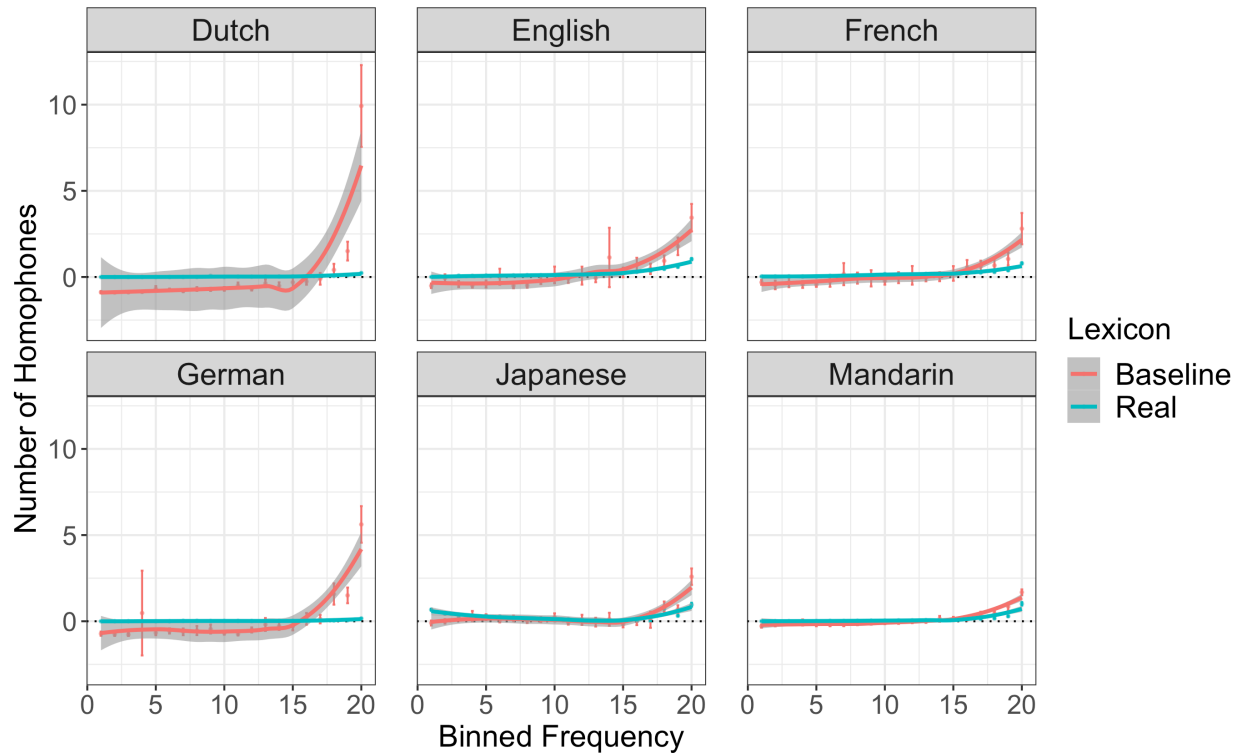 Dutch
English
French
10
5
0
German
Japanese
Mandarin
10
5
0
0 5 10 15 20
0 5 10 15 20
0 5 10 15 20
Number of Homophones
Binned Frequency
Lexicon
Baseline
Real